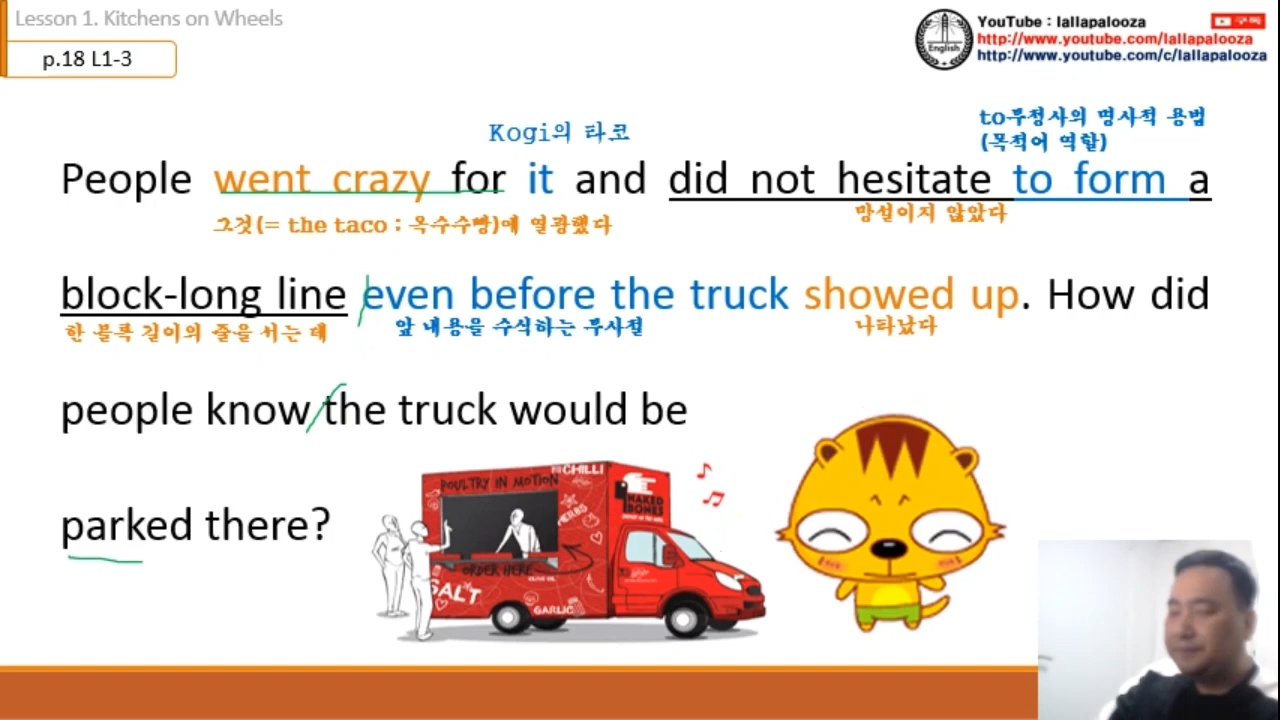 Lesson 1. Kitchens on Wheels
p.18 L1-3
English
YouTube : lallapalooza
구독
http://www.youtube.com/lallapalooza
http://www.youtube.com/c/lallapalooza
Kogi의 타코
to부정사의 명사적 용법
(목적어 역할)
People went crazy for it and did not hesitate to form a
그것(= the taco : 옥수수빵)에 열광했다
망설이지 않았다
block-long line even before the truck showed up. How did
한 블록 길이의 줄을 서는 데
앞 내용을 수식하는 부사절
나타났다
people know the truck would be
parked there?
CHILLI
POULTRY IN MOTION
NAKED
BONES
HERBS
ORDER HERE
OLIVE OIL
SALT
GARLIC